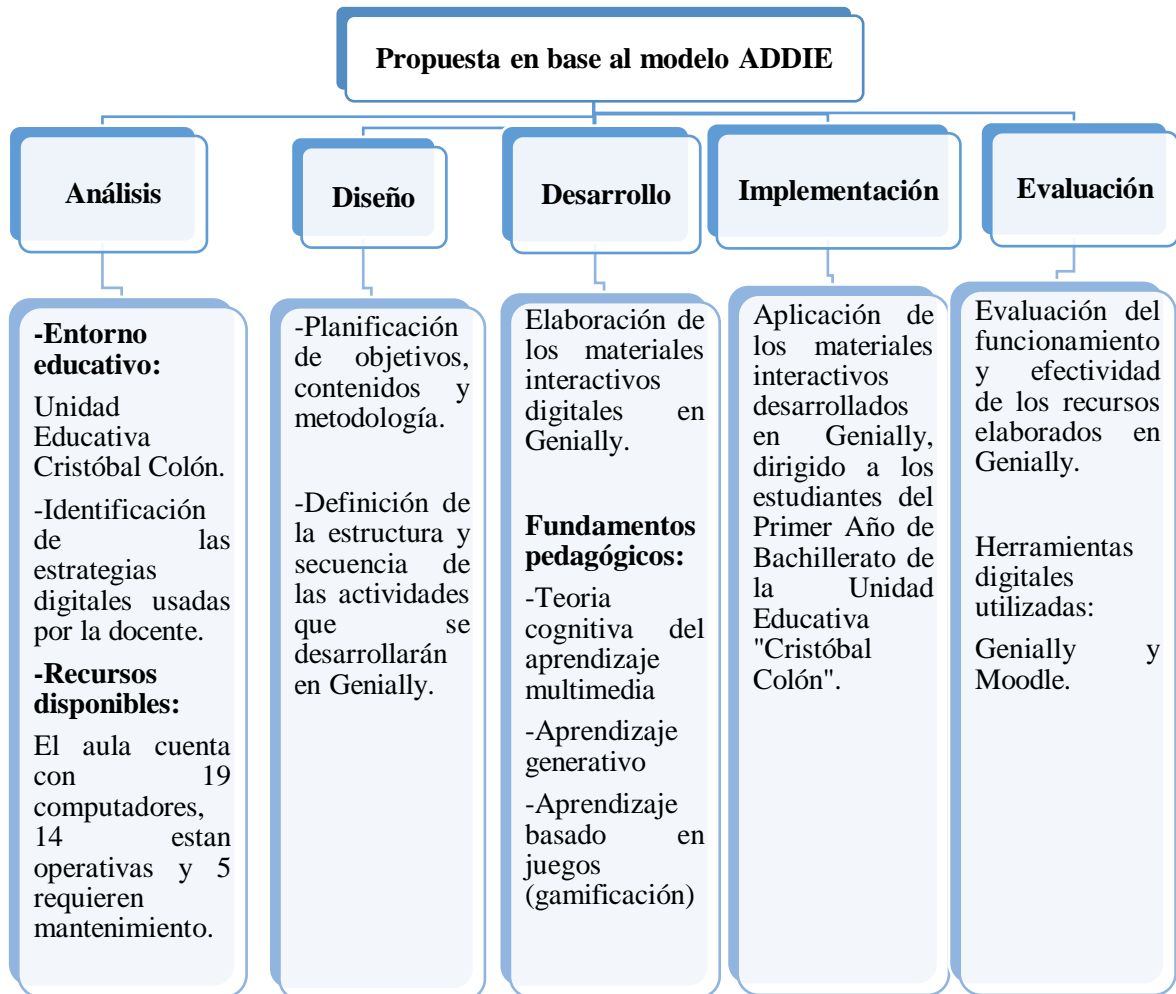 Propuesta en base al modelo ADDIE
Análisis
Diseño
Desarrollo
Implementación
Evaluación
-Entorno
educativo:
Unidad
Educativa
Cristóbal Colón.
-Identificación
de las
estrategias
digitales usadas
por la docente.
-Recursos
disponibles:
El aula cuenta
con 19
computadores,
14 estan
operativas y 5
requieren
mantenimiento.
-Planificación
de objetivos,
contenidos y
metodología.
-Definición de
la estructura y
secuencia de
las actividades
que se
desarrollarán
en Genially.
Elaboración de
los materiales
interactivos
digitales en
Genially.
Fundamentos
pedagógicos:
-Teoria
cognitiva del
aprendizaje
multimedia
-Aprendizaje
generativo
-Aprendizaje
basado en
juegos
(gamificación)
Aplicación de
los materiales
interactivos
desarrollados
en Genially,
dirigido a los
estudiantes del
Primer Año de
Bachillerato de
la Unidad
Educativa
"Cristóbal
Colón".
Evaluación del
funcionamiento
y efectividad
de los recursos
elaborados en
Genially.
Herramientas
digitales
utilizadas:
Genially y
Moodle.